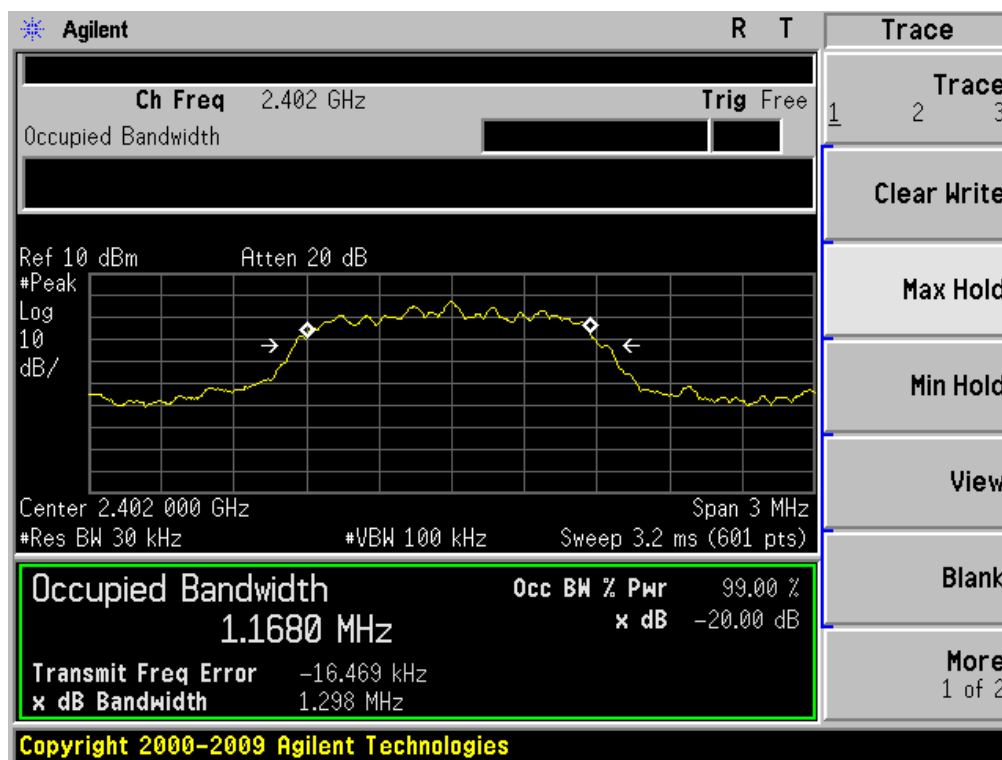 Agilent R T
Ch Freq 2.402 GHz Trig Free
Occupied Bandwidth
Ref 10 dBm Atten 20 dB
#Peak
Log
10
dB/
Center 2.402 000 GHz Span 3 MHz
#Res BW 30 kHz #VBW 100 kHz Sweep 3.2 ms (601 pts)
Occupied Bandwidth Occ BW % Pwr 99.00 %
1.1680 MHz x dB -20.00 dB
Transmit Freq Error -16.469 kHz
x dB Bandwidth 1.298 MHz
Copyright 2000-2009 Agilent Technologies
Trace
Trace
1 2 3
Clear Write
Max Hold
Min Hold
View
Blank
More
1 of 2